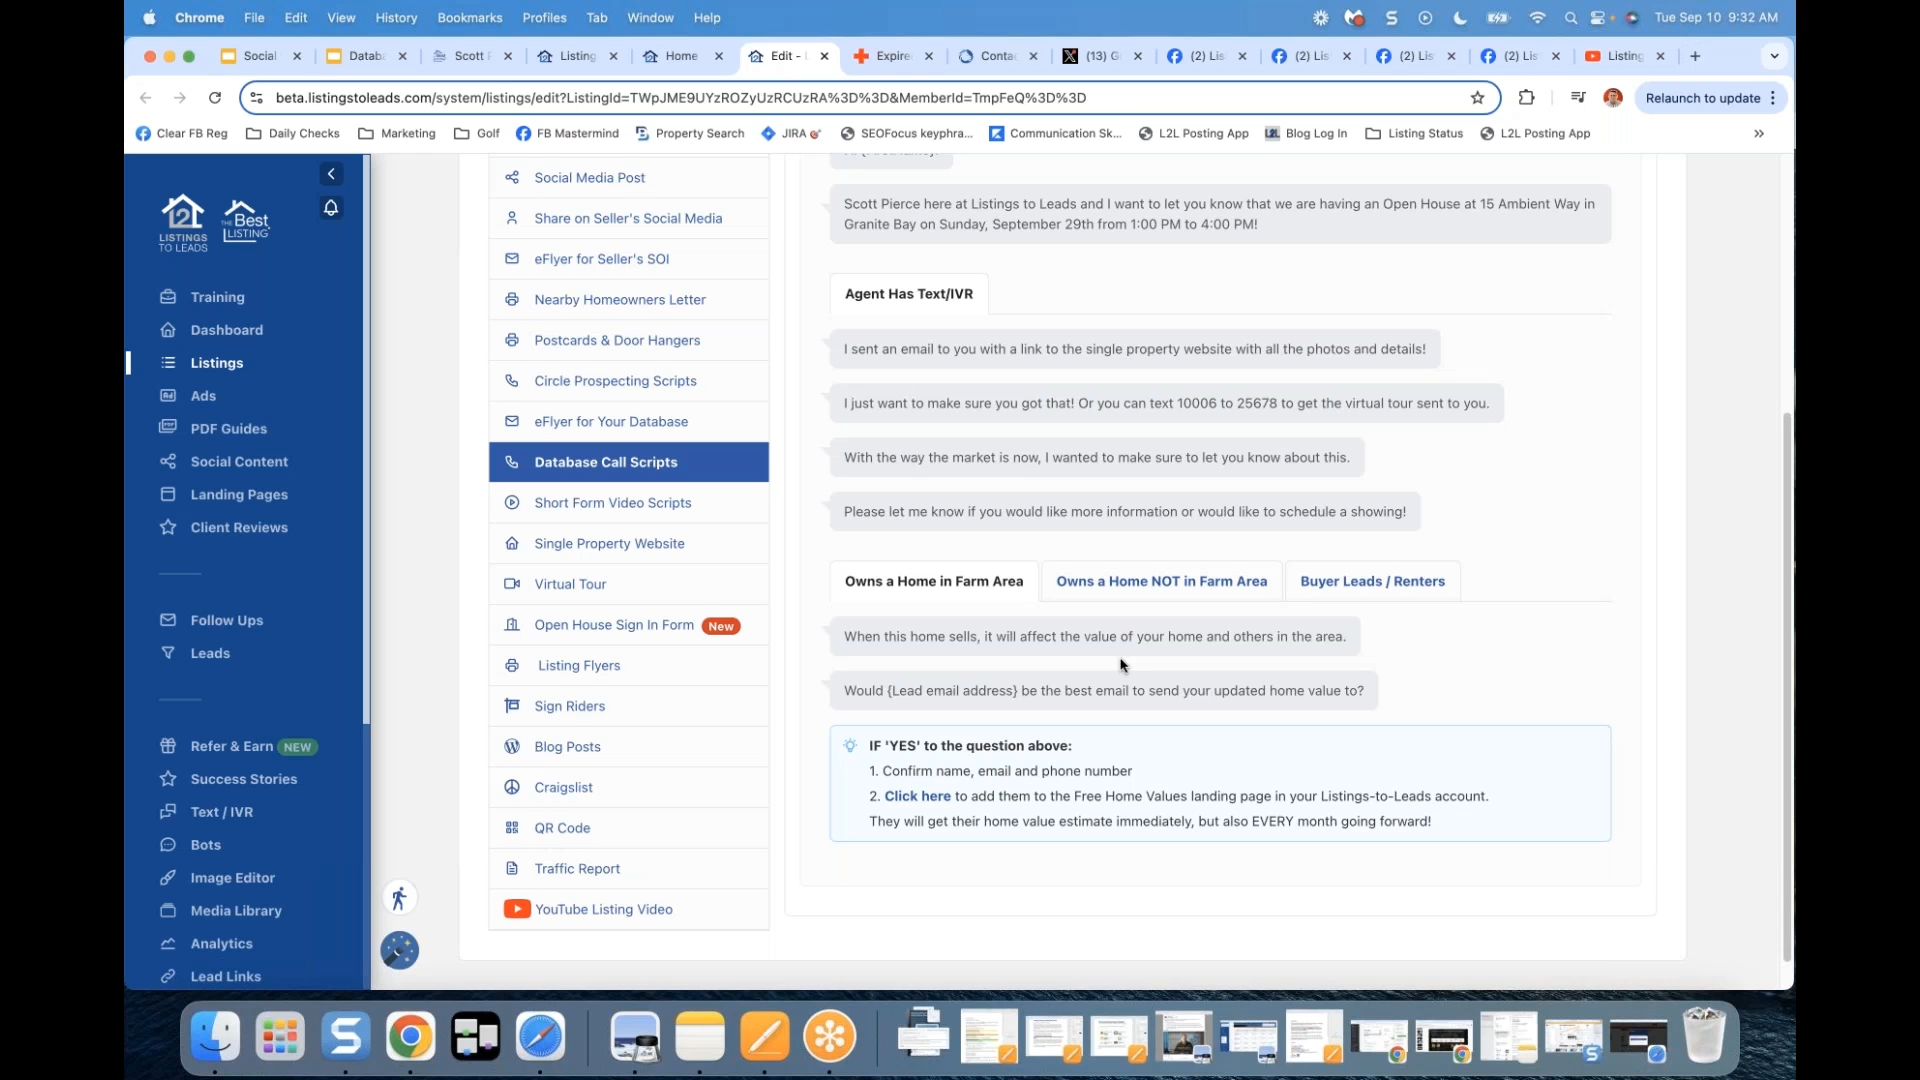 Chrome File Edit View History Bookmarks Profiles Tab Window Help
Tue Sep 10 9:32 AM
Social Datab Scott Listing Home Edit - Expire Conta (13) G (2) Lis (2) Lis (2) Lis (2) Lis Listing
beta.listingstoleads.com/system/listings/edit?ListingId=TWpJME9UYzROZyUzRCUzRA%3D%3D&MemberId=TmpFeQ%3D%3D
Relaunch to update
Clear FB Reg Daily Checks Marketing Golf FB Mastermind Property Search JIRA SEOFocus keyphra... Communication Sk... L2L Posting App Blog Log In Listing Status L2L Posting App
LISTINGS
TO LEADS
THE Best
LISTING
Training
Dashboard
Listings
Ads
PDF Guides
Social Content
Landing Pages
Client Reviews
Follow Ups
Leads
Refer & Earn NEW
Success Stories
Text / IVR
Bots
Image Editor
Media Library
Analytics
Lead Links
Social Media Post
Share on Seller's Social Media
eFlyer for Seller's SOI
Nearby Homeowners Letter
Postcards & Door Hangers
Circle Prospecting Scripts
eFlyer for Your Database
Database Call Scripts
Short Form Video Scripts
Single Property Website
Virtual Tour
Open House Sign In Form New
Listing Flyers
Sign Riders
Blog Posts
Craigslist
QR Code
Traffic Report
YouTube Listing Video
Scott Pierce here at Listings to Leads and I want to let you know that we are having an Open House at 15 Ambient Way in
Granite Bay on Sunday, September 29th from 1:00 PM to 4:00 PM!
Agent Has Text/IVR
I sent an email to you with a link to the single property website with all the photos and details!
I just want to make sure you got that! Or you can text 10006 to 25678 to get the virtual tour sent to you.
With the way the market is now, I wanted to make sure to let you know about this.
Please let me know if you would like more information or would like to schedule a showing!
Owns a Home in Farm Area Owns a Home NOT in Farm Area Buyer Leads / Renters
When this home sells, it will affect the value of your home and others in the area.
Would {Lead email address} be the best email to send your updated home value to?
IF 'YES' to the question above:
1. Confirm name, email and phone number
2. Click here to add them to the Free Home Values landing page in your Listings-to-Leads account.
They will get their home value estimate immediately, but also EVERY month going forward!